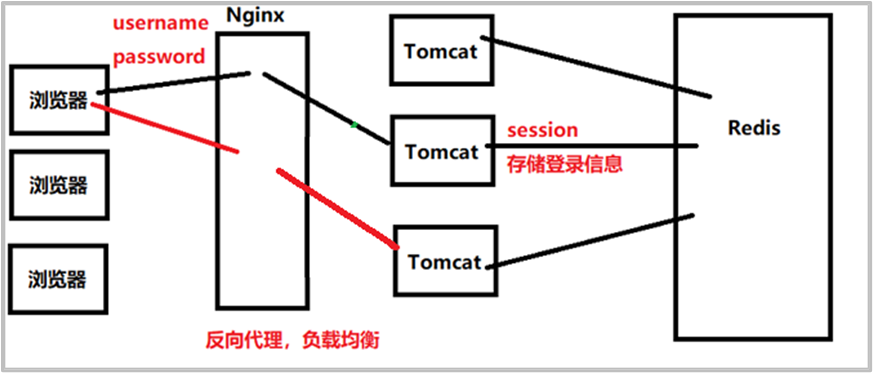 username
password
Nginx
浏览器
浏览器
浏览器
Tomcat
Tomcat
Tomcat
session
存储登录信息
Redis
反向代理，负载均衡